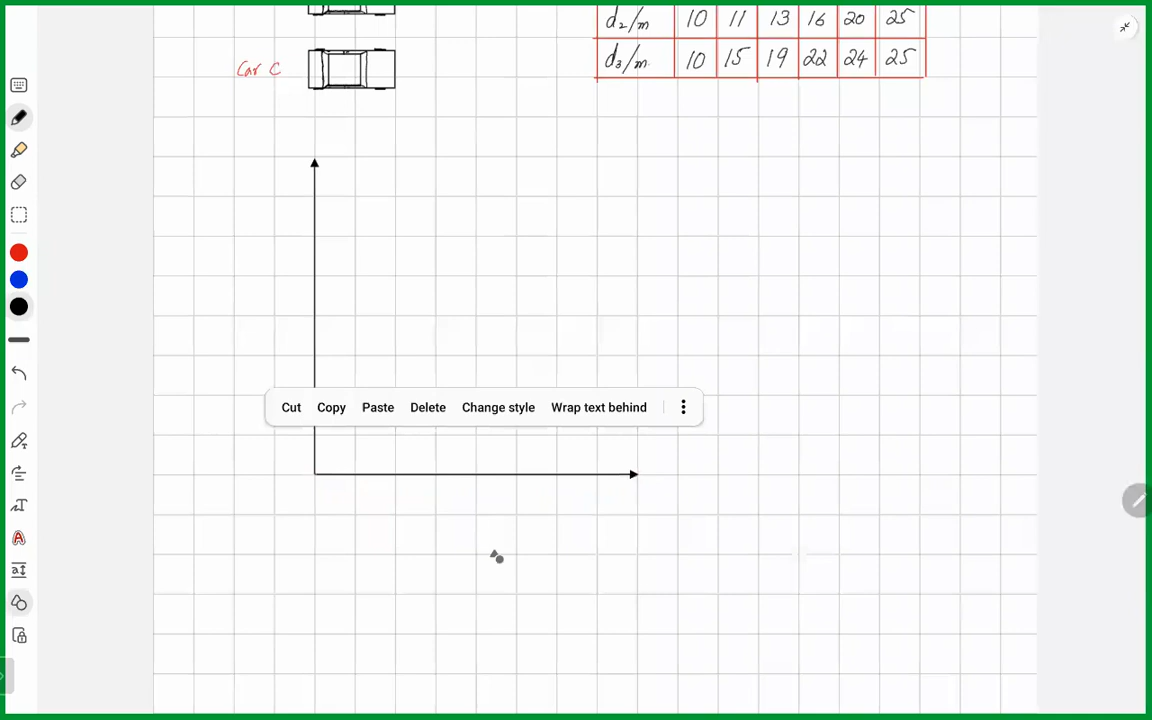 d₂/m 10 11 13 16 20 25
Car C
d₃/m 10 15 19 22 24 25
Cut Copy Paste Delete Change style Wrap text behind